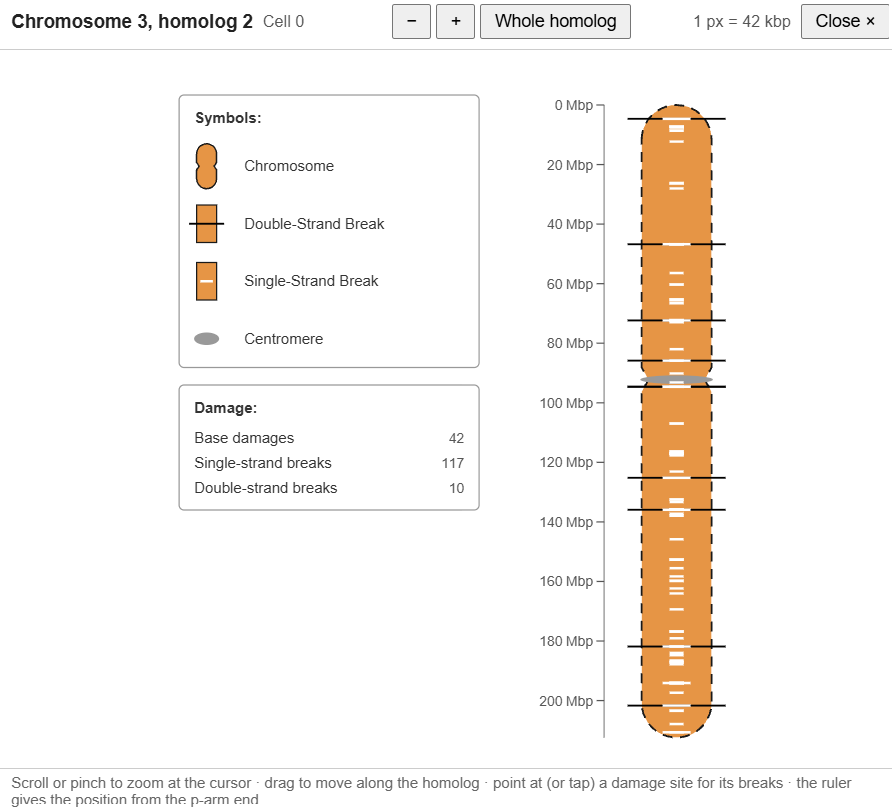 Chromosome 3, homolog 2 Cell 0 − + Whole homolog 1 px = 42 kbp Close ×
Symbols:
Chromosome
Double-Strand Break
Single-Strand Break
Centromere
Damage:
Base damages 42
Single-strand breaks 117
Double-strand breaks 10
0 Mbp
20 Mbp
40 Mbp
60 Mbp
80 Mbp
100 Mbp
120 Mbp
140 Mbp
160 Mbp
180 Mbp
200 Mbp
Scroll or pinch to zoom at the cursor · drag to move along the homolog · point at (or tap) a damage site for its breaks · the ruler
gives the position from the p-arm end